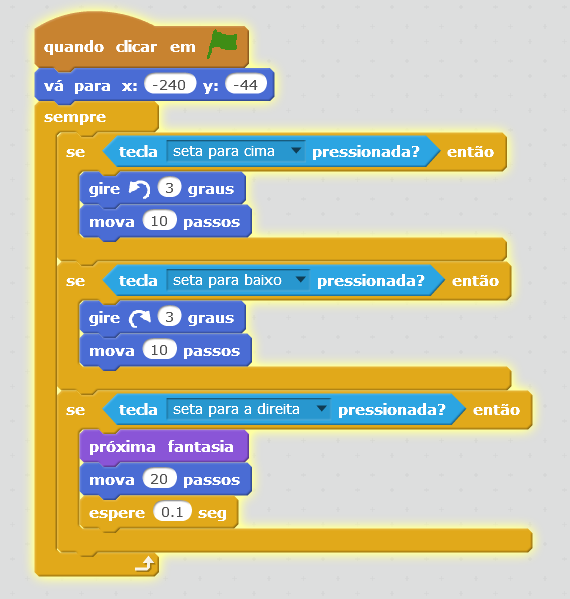 quando clicar em
vá para x: -240 y: -44
sempre
se tecla seta para cima pressionada? então
gire 3 graus
mova 10 passos
se tecla seta para baixo pressionada? então
gire 3 graus
mova 10 passos
se tecla seta para a direita pressionada? então
próxima fantasia
mova 20 passos
espere 0.1 seg